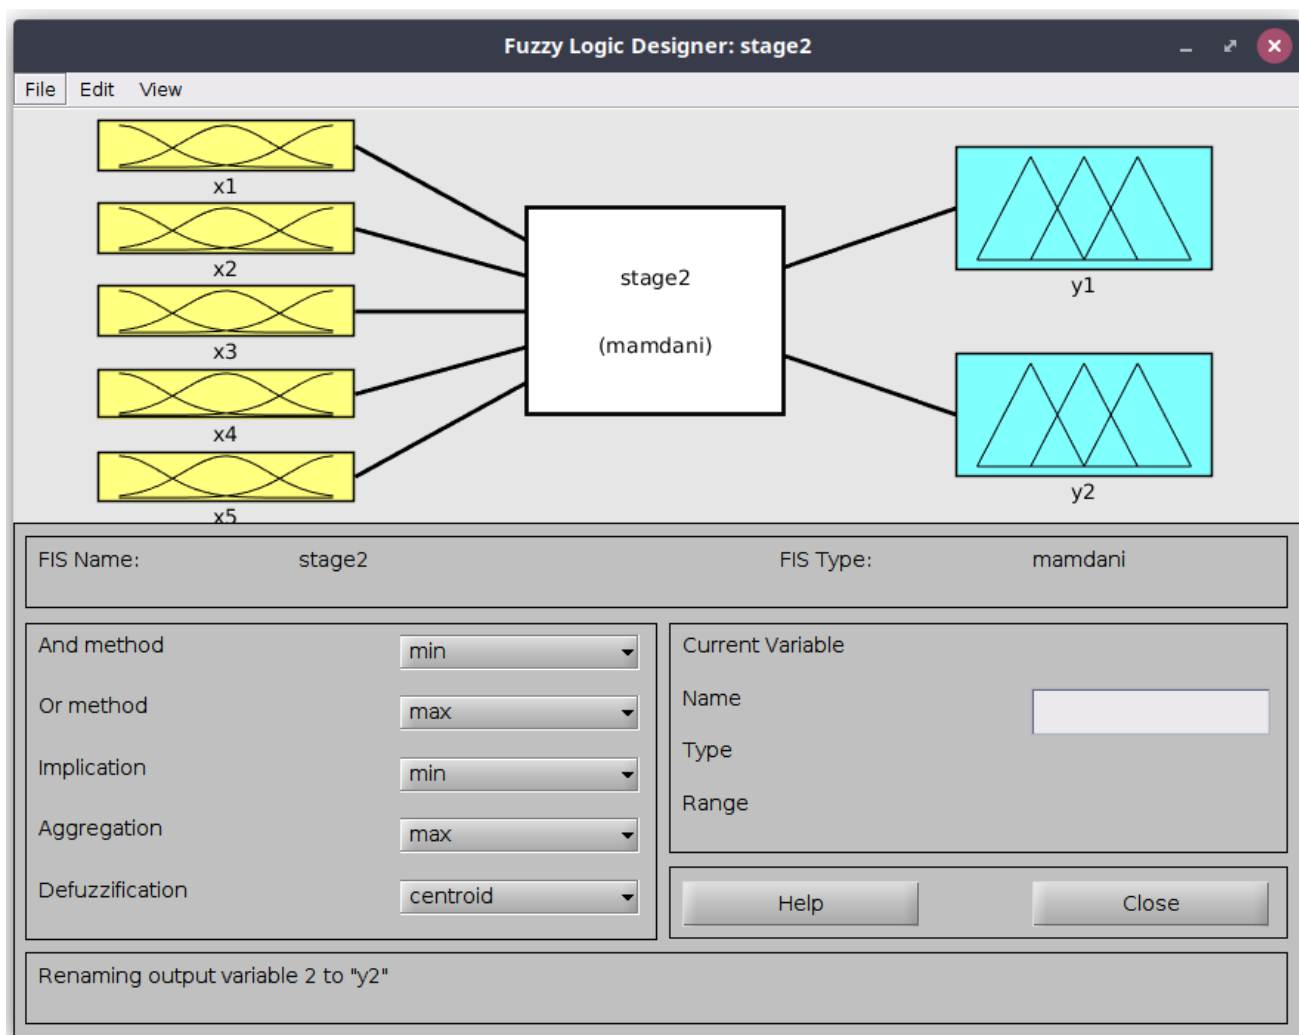 Fuzzy Logic Designer: stage2
File Edit View
x1
x2
x3
x4
x5
stage2
(mamdani)
y1
y2
FIS Name: stage2 FIS Type: mamdani
And method min
Or method max
Implication min
Aggregation max
Defuzzification centroid
Current Variable
Name
Type
Range
Help Close
Renaming output variable 2 to "y2"